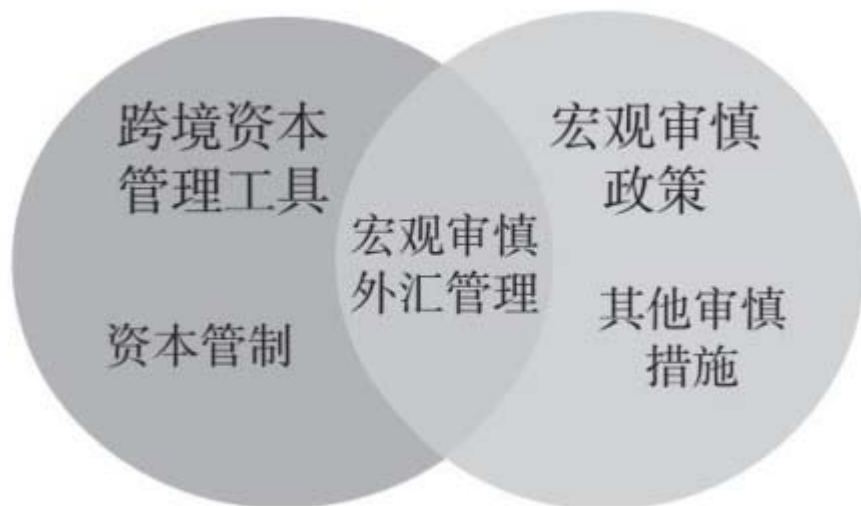 跨境资本
管理工具
资本管制
宏观审慎
外汇管理
宏观审慎
政策
其他审慎
措施